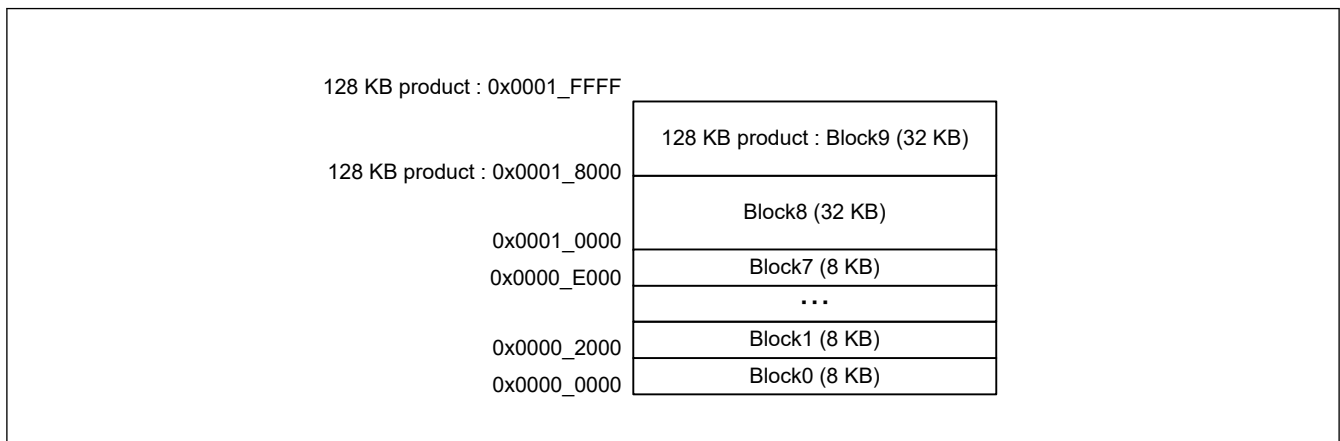 128 KB product : 0x0001_FFFF
128 KB product : Block9 (32 KB)
128 KB product : 0x0001_8000
Block8 (32 KB)
0x0001_0000
Block7 (8 KB)
0x0000_E000
...
Block1 (8 KB)
0x0000_2000
Block0 (8 KB)
0x0000_0000